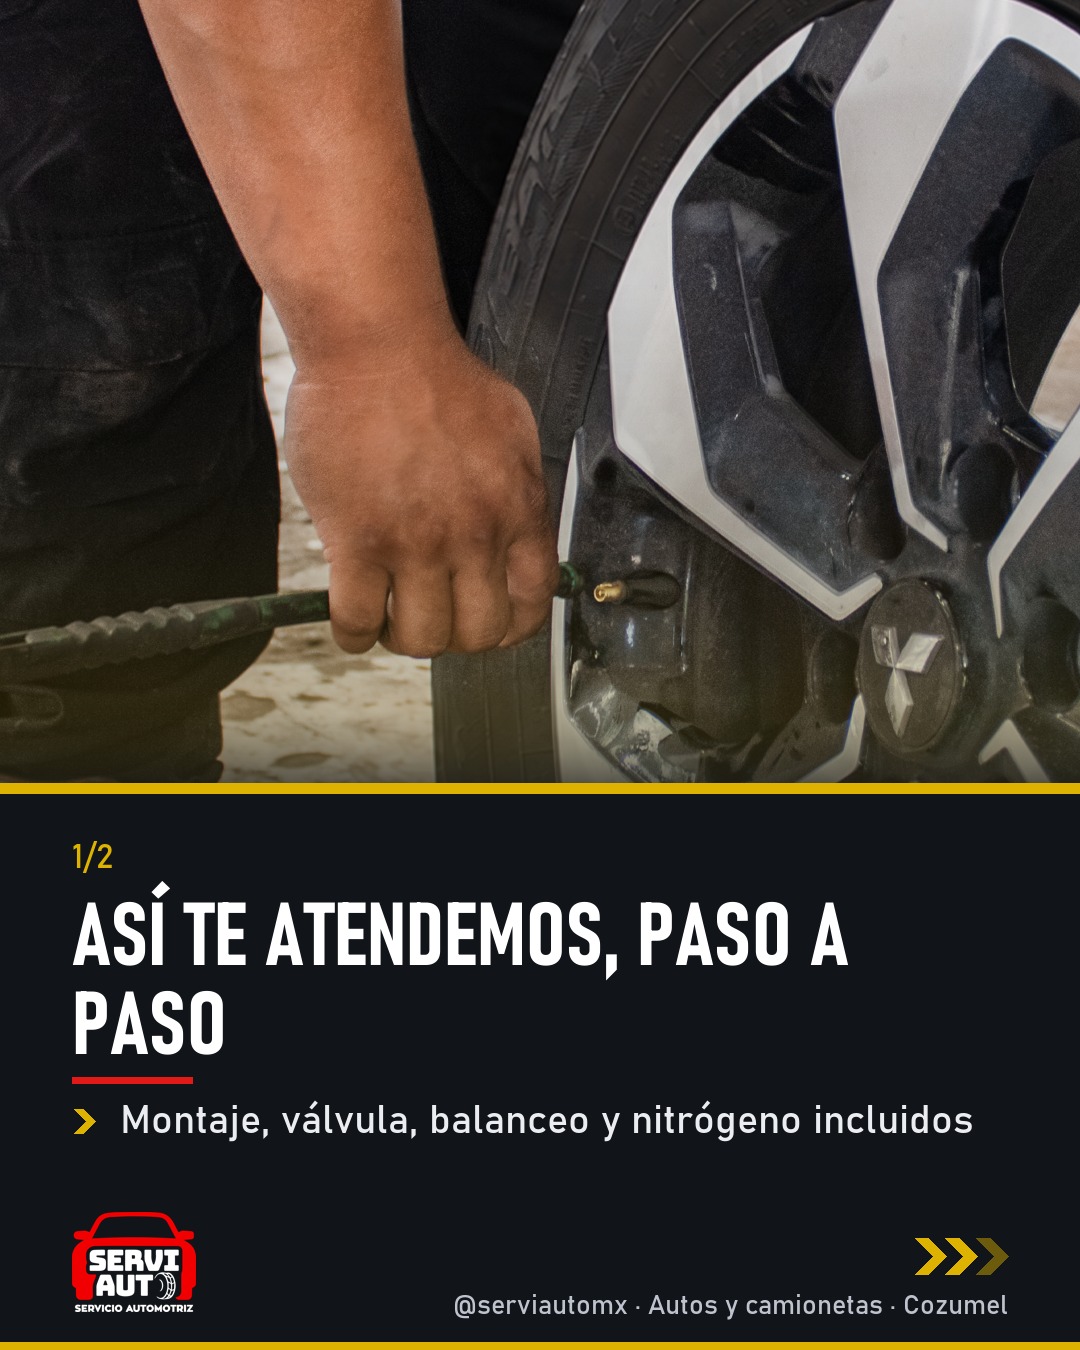 1/2
ASÍ TE ATENDEMOS, PASO A
PASO
Montaje, válvula, balanceo y nitrógeno incluidos
SERVI
AUTO
SERVICIO AUTOMOTRIZ
@serviautomx · Autos y camionetas · Cozumel